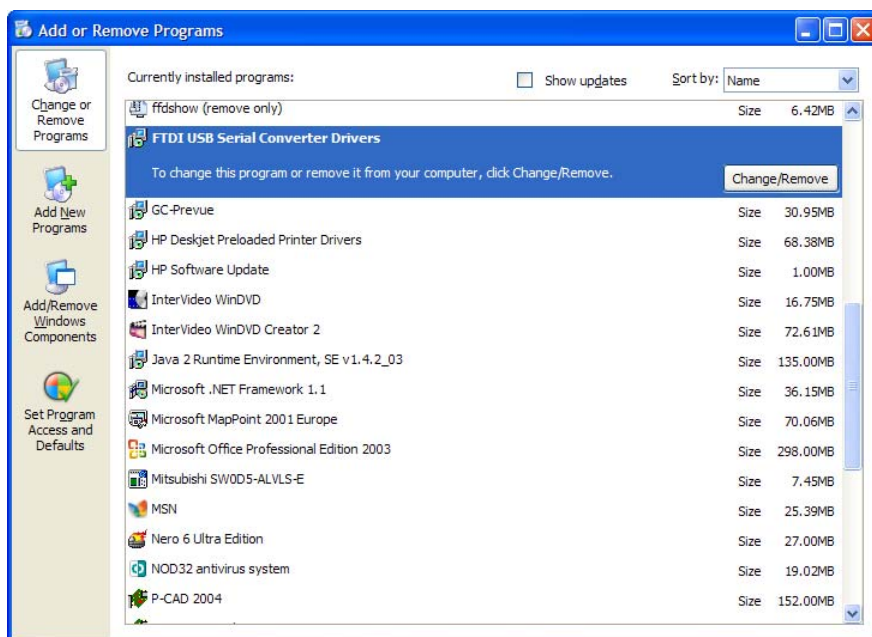 Add or Remove Programs
Change or
Remove
Programs
Add New
Programs
Add/Remove
Windows
Components
Set Program
Access and
Defaults
Currently installed programs:
Show updates
Sort by: Name
ffdshow (remove only) Size 6.42MB
FTDI USB Serial Converter Drivers
To change this program or remove it from your computer, click Change/Remove. Change/Remove
GC-Prevue Size 30.95MB
HP Deskjet Preloaded Printer Drivers Size 68.38MB
HP Software Update Size 1.00MB
InterVideo WinDVD Size 16.75MB
InterVideo WinDVD Creator 2 Size 72.61MB
Java 2 Runtime Environment, SE v1.4.2_03 Size 135.00MB
Microsoft .NET Framework 1.1 Size 36.15MB
Microsoft MapPoint 2001 Europe Size 70.06MB
Microsoft Office Professional Edition 2003 Size 298.00MB
Mitsubishi SW0D5-ALVLS-E Size 7.45MB
MSN Size 25.39MB
Nero 6 Ultra Edition Size 27.00MB
NOD32 antivirus system Size 19.02MB
P-CAD 2004 Size 152.00MB